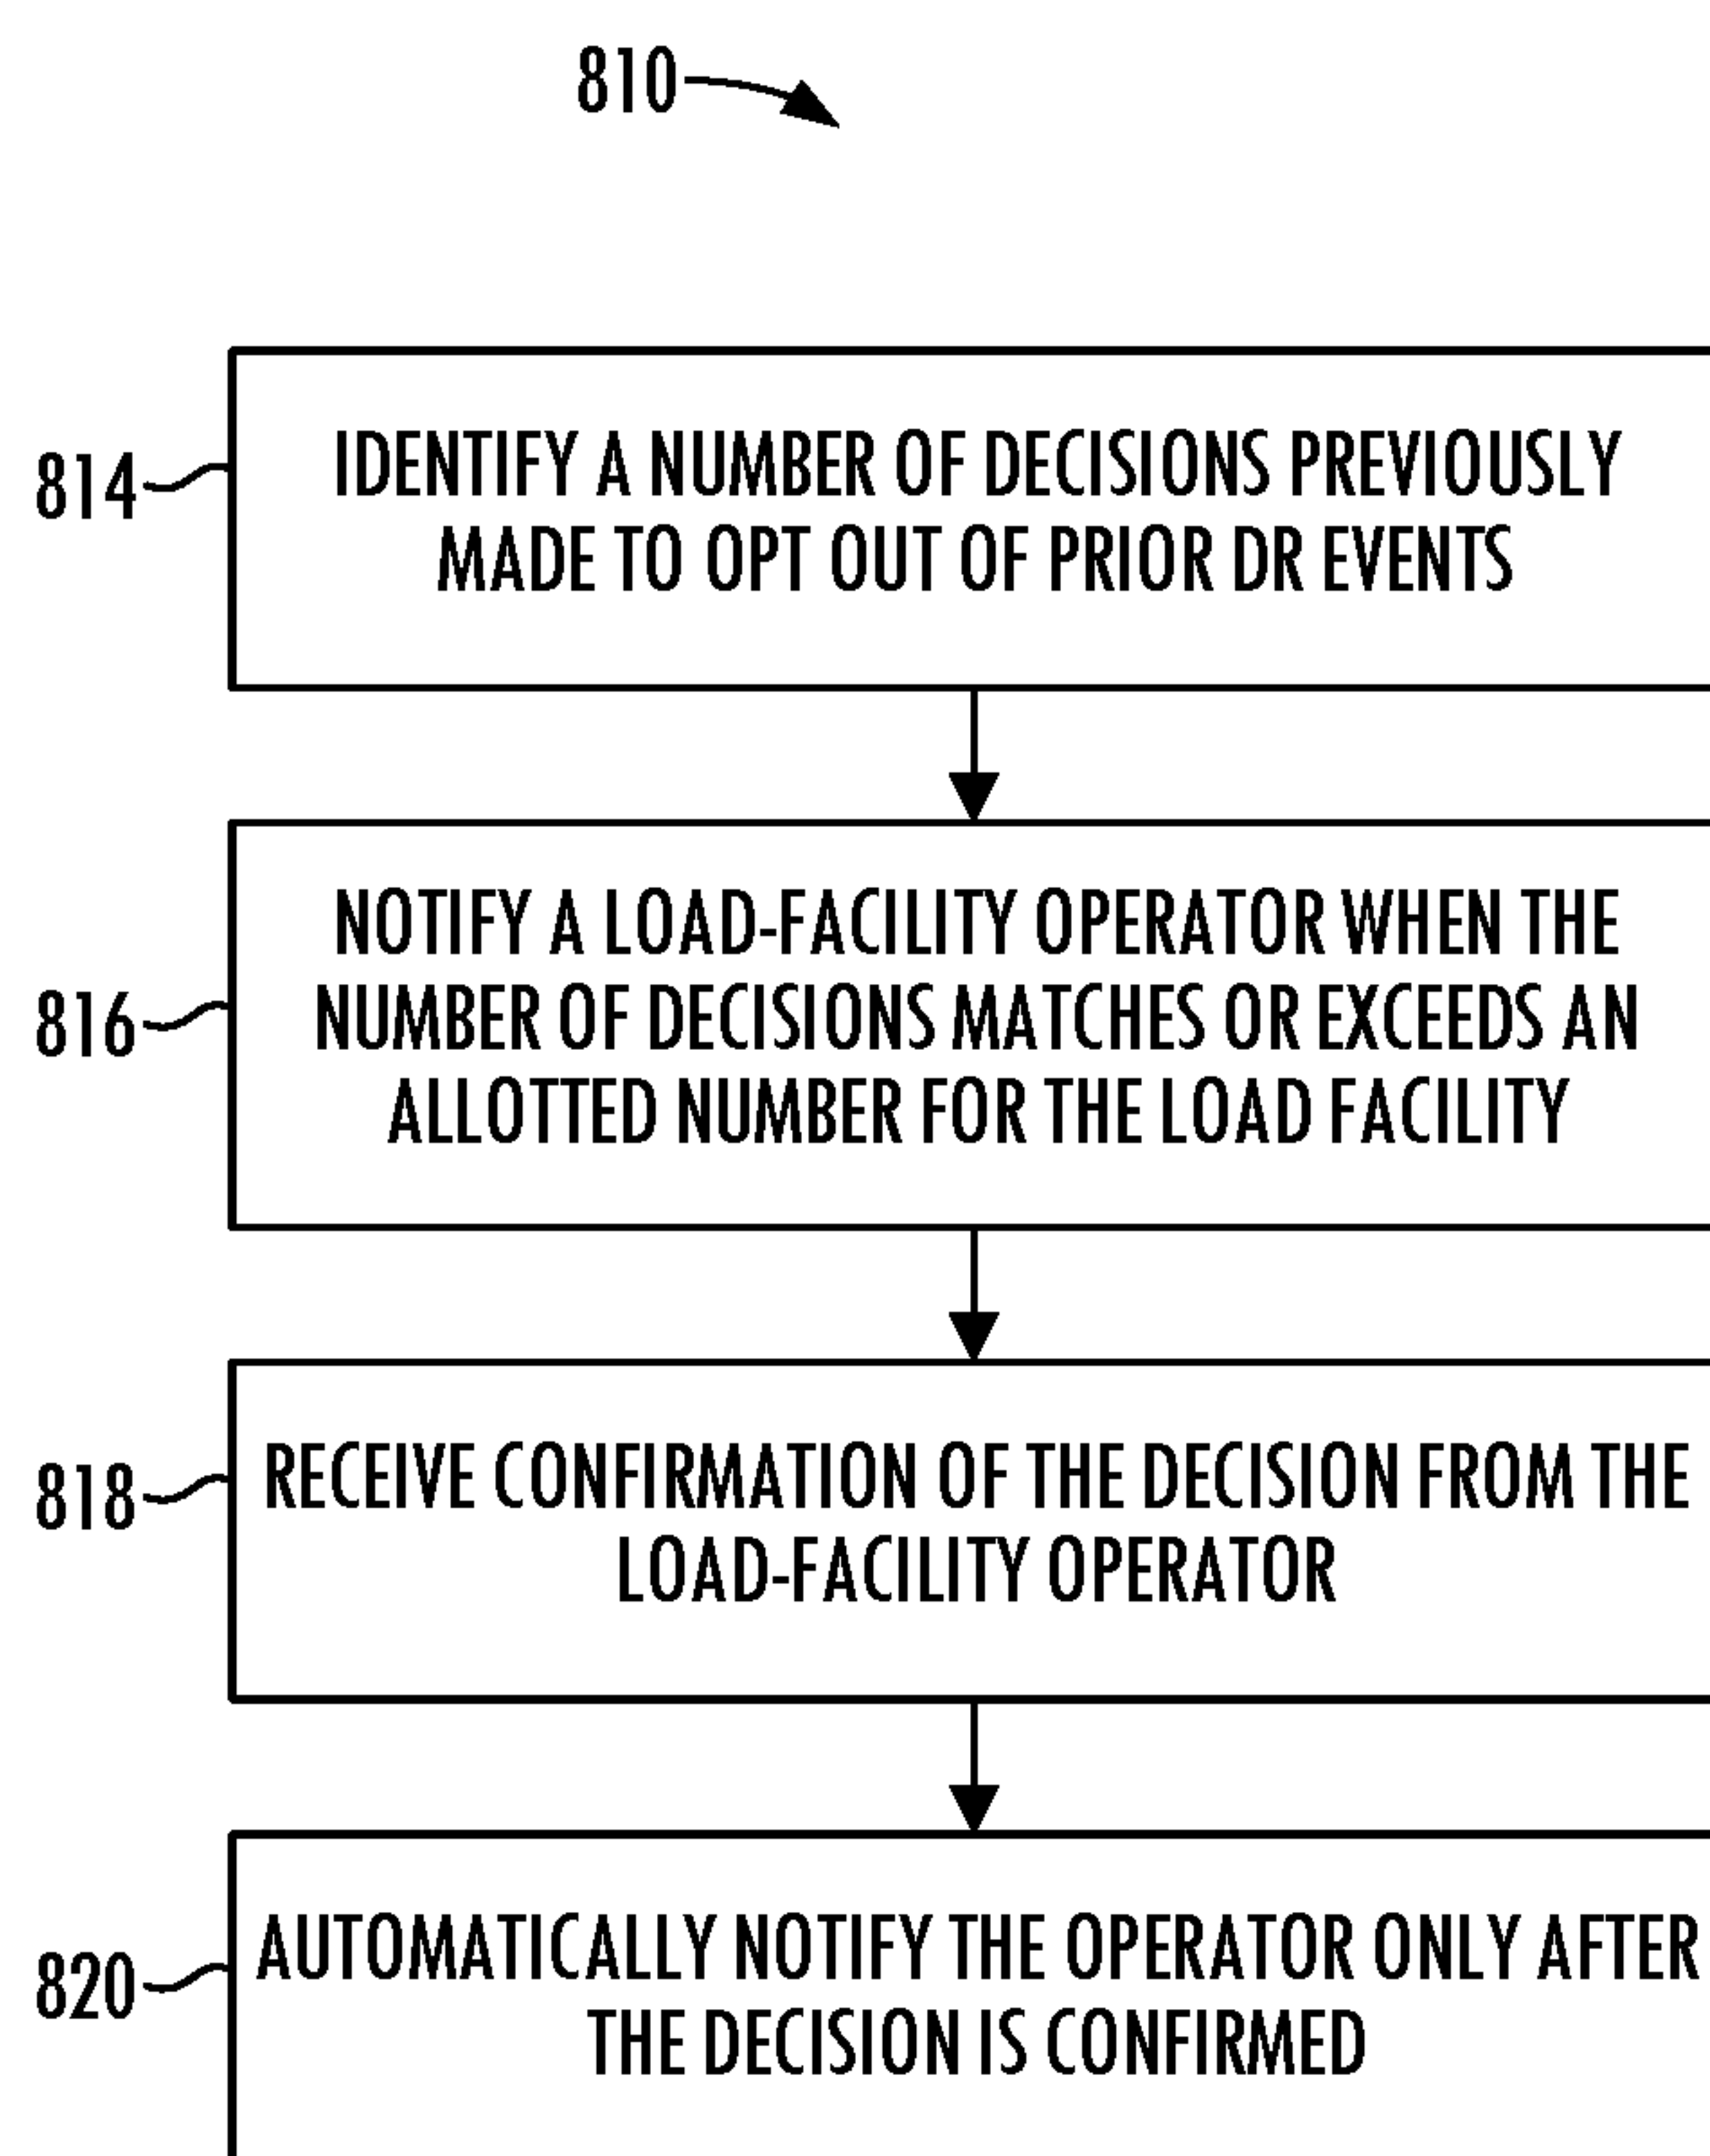 810
814
IDENTIFY A NUMBER OF DECISIONS PREVIOUSLY
MADE TO OPT OUT OF PRIOR DR EVENTS
816
NOTIFY A LOAD-FACILITY OPERATOR WHEN THE
NUMBER OF DECISIONS MATCHES OR EXCEEDS AN
ALLOTTED NUMBER FOR THE LOAD FACILITY
818
RECEIVE CONFIRMATION OF THE DECISION FROM THE
LOAD-FACILITY OPERATOR
820
AUTOMATICALLY NOTIFY THE OPERATOR ONLY AFTER
THE DECISION IS CONFIRMED